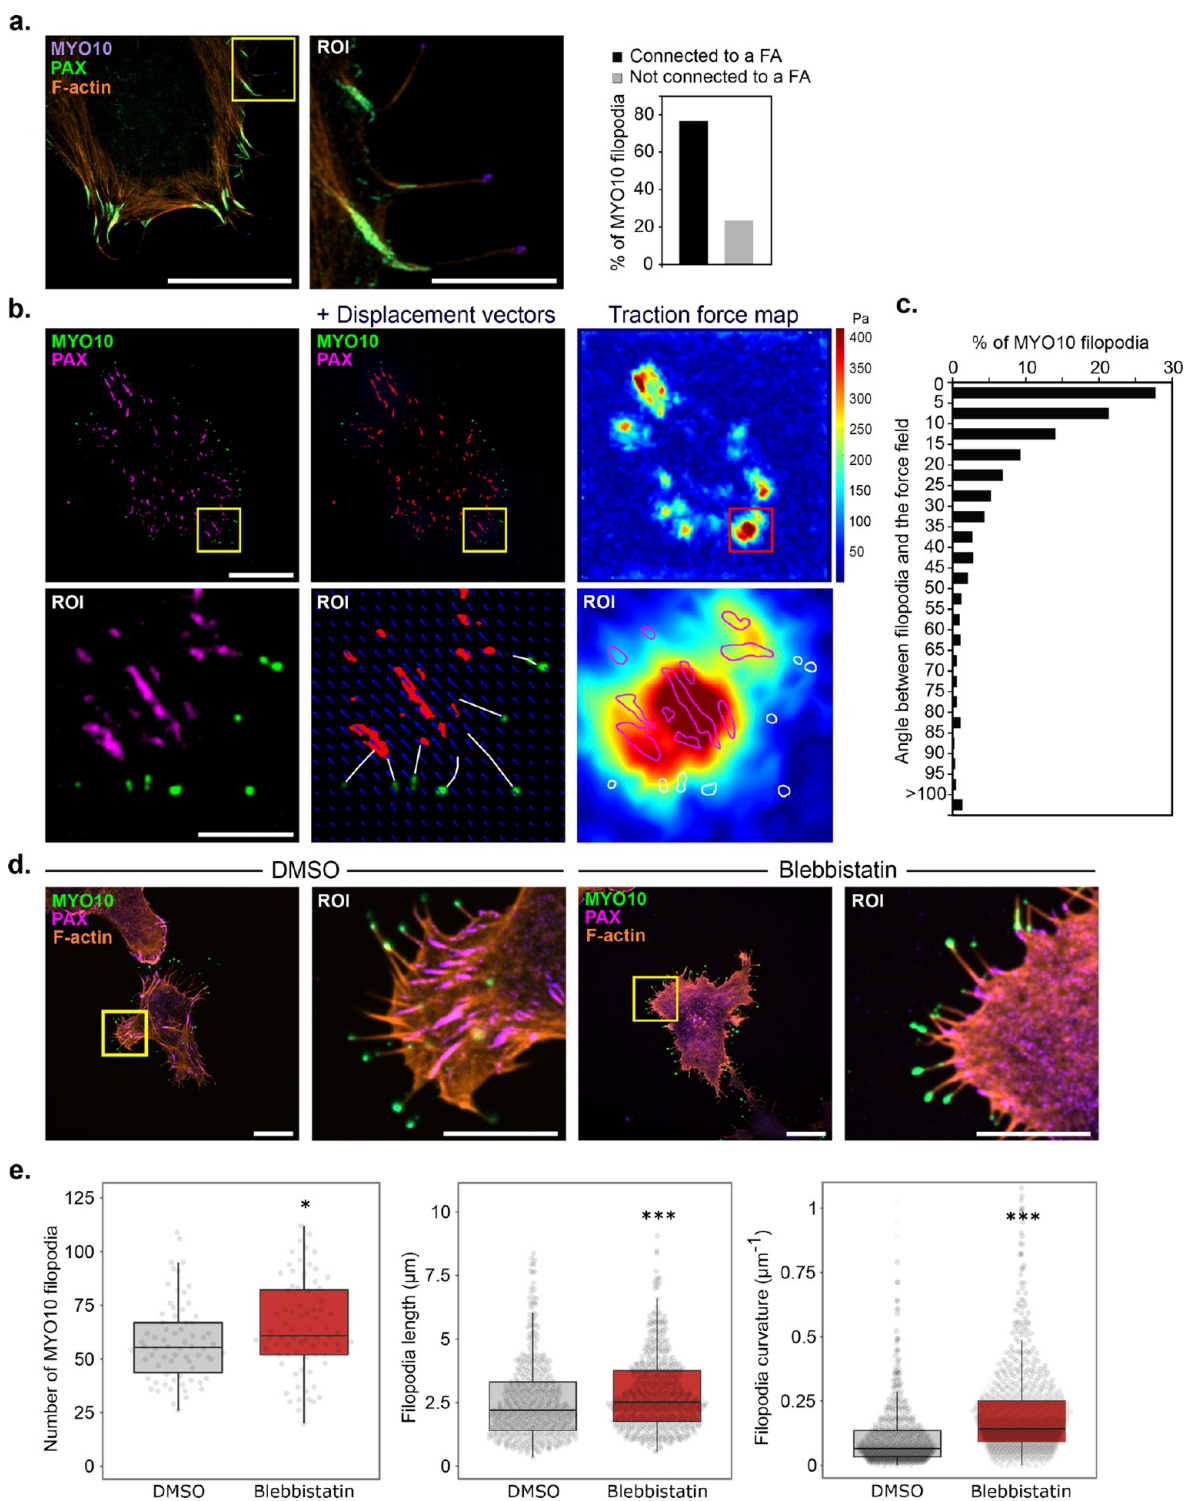 a.
MYO10
PAX
F-actin
ROI
Connected to a FA
Not connected to a FA
% of MYO10 filopodia
80
60
40
20
0
b.
+ Displacement vectors
Traction force map
MYO10
PAX
MYO10
PAX
Pa
400
350
300
250
200
150
100
50
ROI
ROI
ROI
c.
% of MYO10 filopodia
0 10 20 30
Angle between filopodia and the force field
0
5
10
15
20
25
30
35
40
45
50
55
60
65
70
75
80
85
90
95
>100
d.
DMSO
Blebbistatin
MYO10
PAX
F-actin
ROI
MYO10
PAX
F-actin
ROI
e.
Number of MYO10 filopodia
125
100
75
50
25
0
*
DMSO Blebbistatin
Filopodia length (µm)
10
7.5
5
2.5
0
***
DMSO Blebbistatin
Filopodia curvature (µm-1)
1
0.75
0.5
0.25
0
***
DMSO Blebbistatin